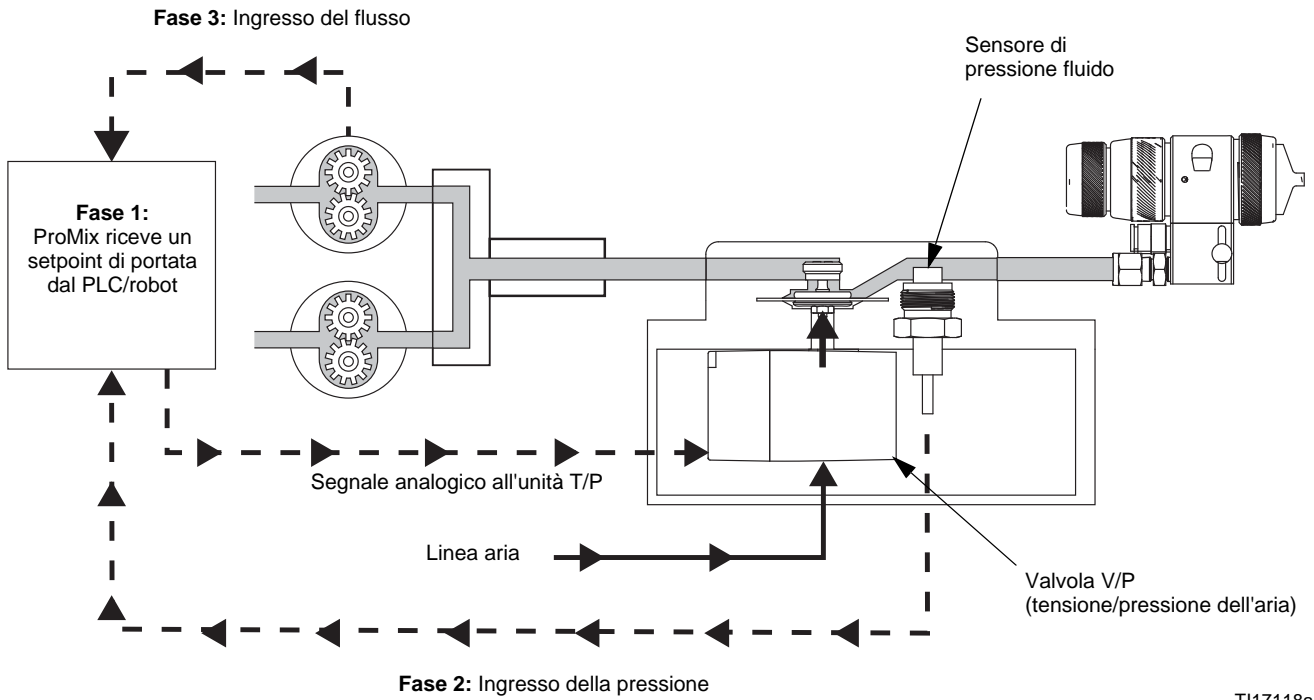 Fase 3: Ingresso del flusso
Sensore di
pressione fluido
Fase 1:
ProMix riceve un
setpoint di portata
dal PLC/robot
Segnale analogico all'unità T/P
Linea aria
Valvola V/P
(tensione/pressione dell'aria)
Fase 2: Ingresso della pressione
TI17118a